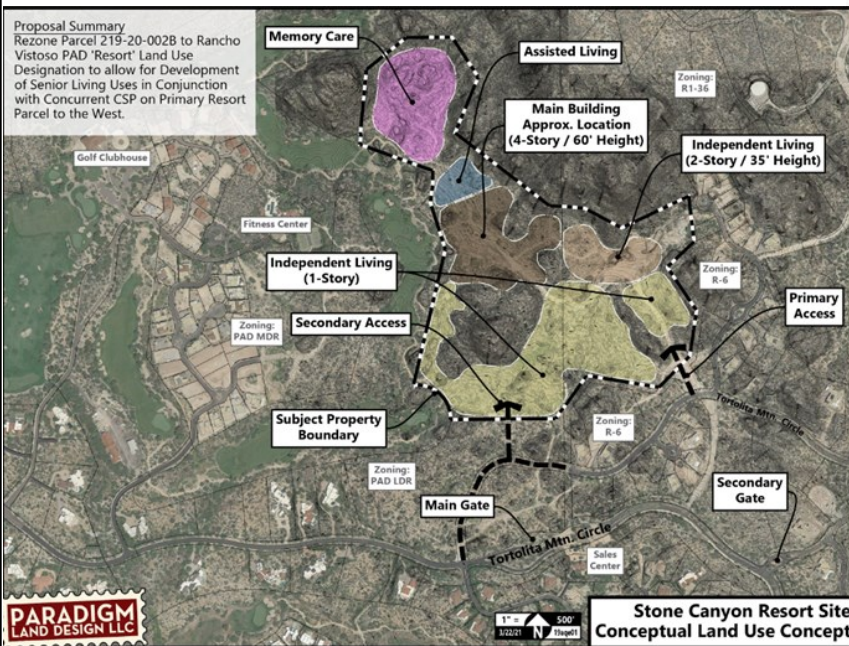 Proposal Summary
Rezone Parcel 219-20-002B to Rancho
Vistoso PAD 'Resort' Land Use
Designation to allow for Development
of Senior Living Uses in Conjunction
with Concurrent CSP on Primary Resort
Parcel to the West.
Memory Care
Assisted Living
Zoning:
R1-36
Main Building
Approx. Location
(4-Story / 60' Height)
Independent Living
(2-Story / 35' Height)
Golf Clubhouse
Fitness Center
Independent Living
(1-Story)
Zoning:
R-6
Primary
Access
Secondary Access
Zoning:
PAD MDR
Subject Property
Boundary
Tortolita Mtn. Circle
Zoning:
R-6
Zoning:
PAD LDR
Main Gate
Secondary
Gate
Tortolita Mtn. Circle
Sales
Center
PARADIGM
LAND DESIGN LLC
1" = 500'
3/22/21 N 19aqe01
Stone Canyon Resort Site
Conceptual Land Use Concept